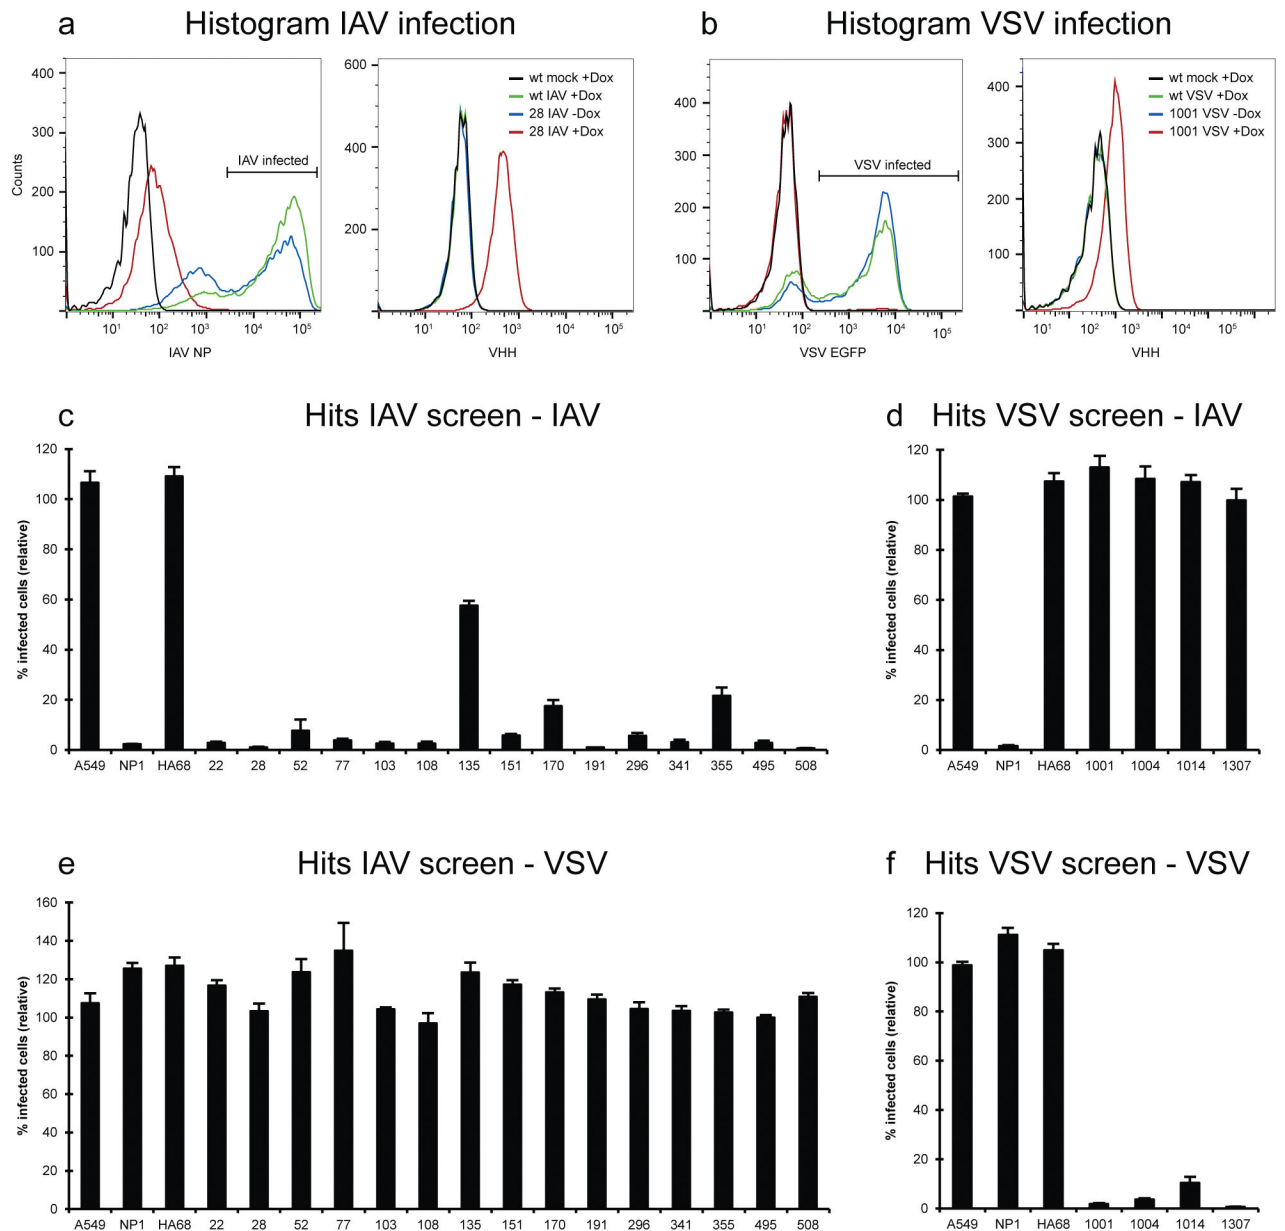 a Histogram IAV infection
400
300
200
100
Counts
IAV infected
10¹ 10² 10³ 10⁴ 10⁵
IAV NP
600
400
200
wt mock +Dox
wt IAV +Dox
28 IAV -Dox
28 IAV +Dox
10¹ 10² 10³ 10⁴ 10⁵
VHH
b Histogram VSV infection
400
300
200
100
VSV infected
10¹ 10² 10³ 10⁴ 10⁵
VSV EGFP
400
300
200
100
wt mock +Dox
wt VSV +Dox
1001 VSV -Dox
1001 VSV +Dox
10¹ 10² 10³ 10⁴ 10⁵
VHH
c Hits IAV screen - IAV
% infected cells (relative)
120
100
80
60
40
20
0
A549 NP1 HA68 22 28 52 77 103 108 135 151 170 191 296 341 355 495 508
d Hits VSV screen - IAV
% infected cells (relative)
120
100
80
60
40
20
0
A549 NP1 HA68 1001 1004 1014 1307
e Hits IAV screen - VSV
% infected cells (relative)
160
140
120
100
80
60
40
20
0
A549 NP1 HA68 22 28 52 77 103 108 135 151 170 191 296 341 355 495 508
f Hits VSV screen - VSV
% infected cells (relative)
120
100
80
60
40
20
0
A549 NP1 HA68 1001 1004 1014 1307